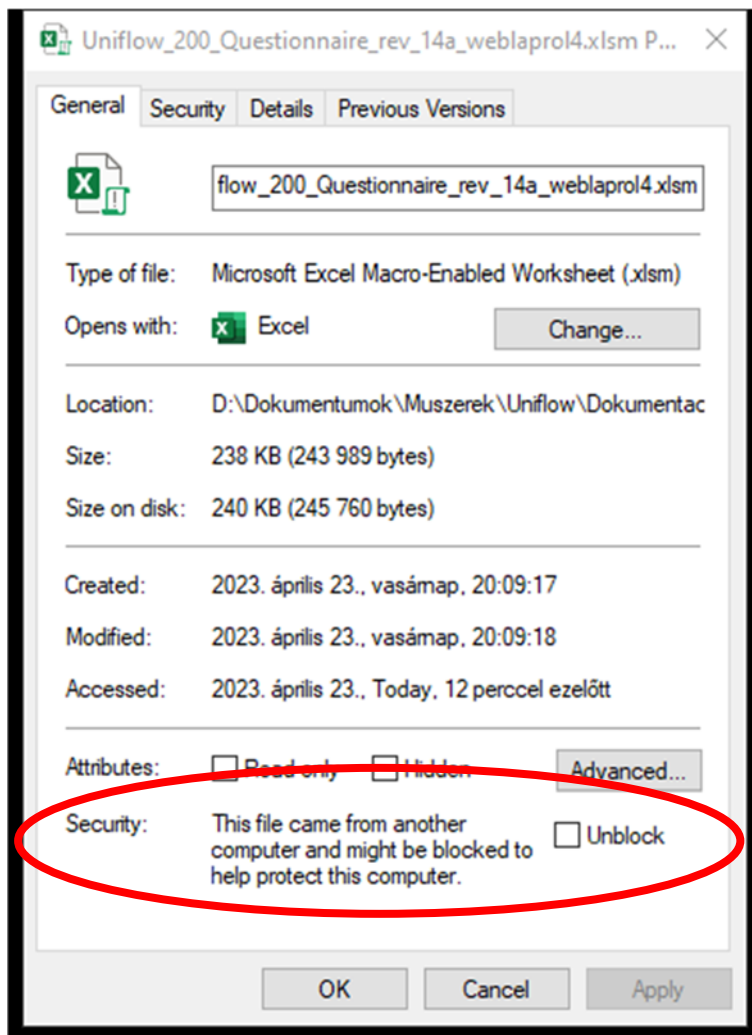 Uniflow_200_Questionnaire_rev_14a_weblaprol4.xlsm P...
General Security Details Previous Versions
flow_200_Questionnaire_rev_14a_weblaprol4.xlsm
Type of file: Microsoft Excel Macro-Enabled Worksheet (.xlsm)
Opens with: Excel Change...
Location: D:\Dokumentumok\Muszerek\Uniflow\Dokumentac
Size: 238 KB (243 989 bytes)
Size on disk: 240 KB (245 760 bytes)
Created: 2023. április 23., vasárnap, 20:09:17
Modified: 2023. április 23., vasárnap, 20:09:18
Accessed: 2023. április 23., Today, 12 perccel ezelőtt
Attributes: Read-only Hidden Advanced...
Security: This file came from another
computer and might be blocked to
help protect this computer.
Unblock
OK Cancel Apply